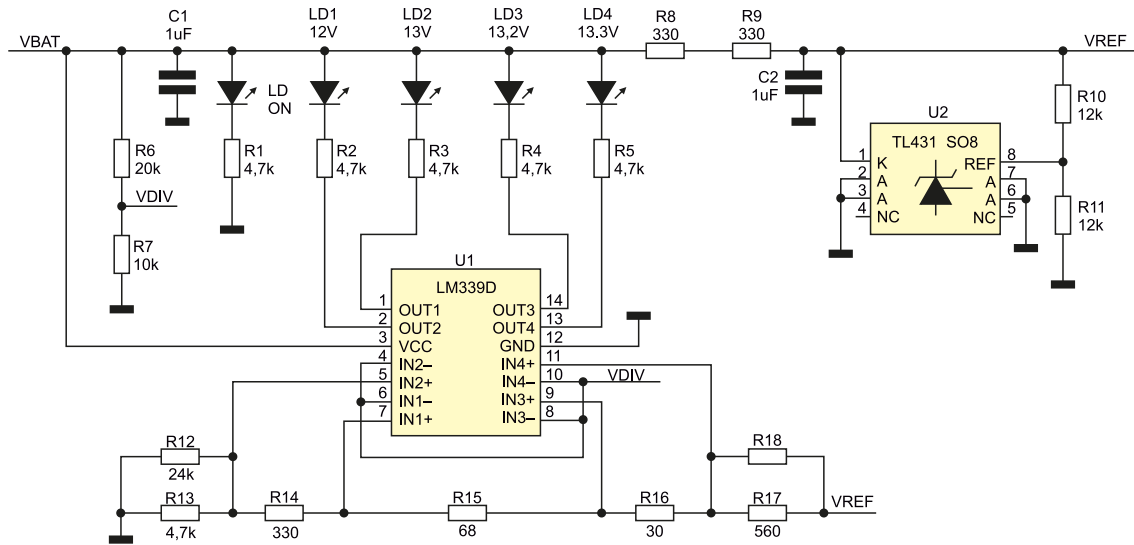 VBAT
C1
1uF
LD1
12V
LD2
13V
LD3
13,2V
LD4
13,3V
R8
330
R9
330
VREF
LD
ON
C2
1uF
R10
12k
U2
TL431 SO8
1 K
2 A
3 A
4 NC
REF 8
A 7
A 6
NC 5
R11
12k
R6
20k
VDIV
R7
10k
R1
4,7k
R2
4,7k
R3
4,7k
R4
4,7k
R5
4,7k
U1
LM339D
1 OUT1
2 OUT2
3 VCC
4 IN2–
5 IN2+
6 IN1–
7 IN1+
OUT3 14
OUT4 13
GND 12
IN4+ 11
IN4– 10
IN3+ 9
IN3– 8
VDIV
R12
24k
R13
4,7k
R14
330
R15
68
R16
30
R18
R17
560
VREF